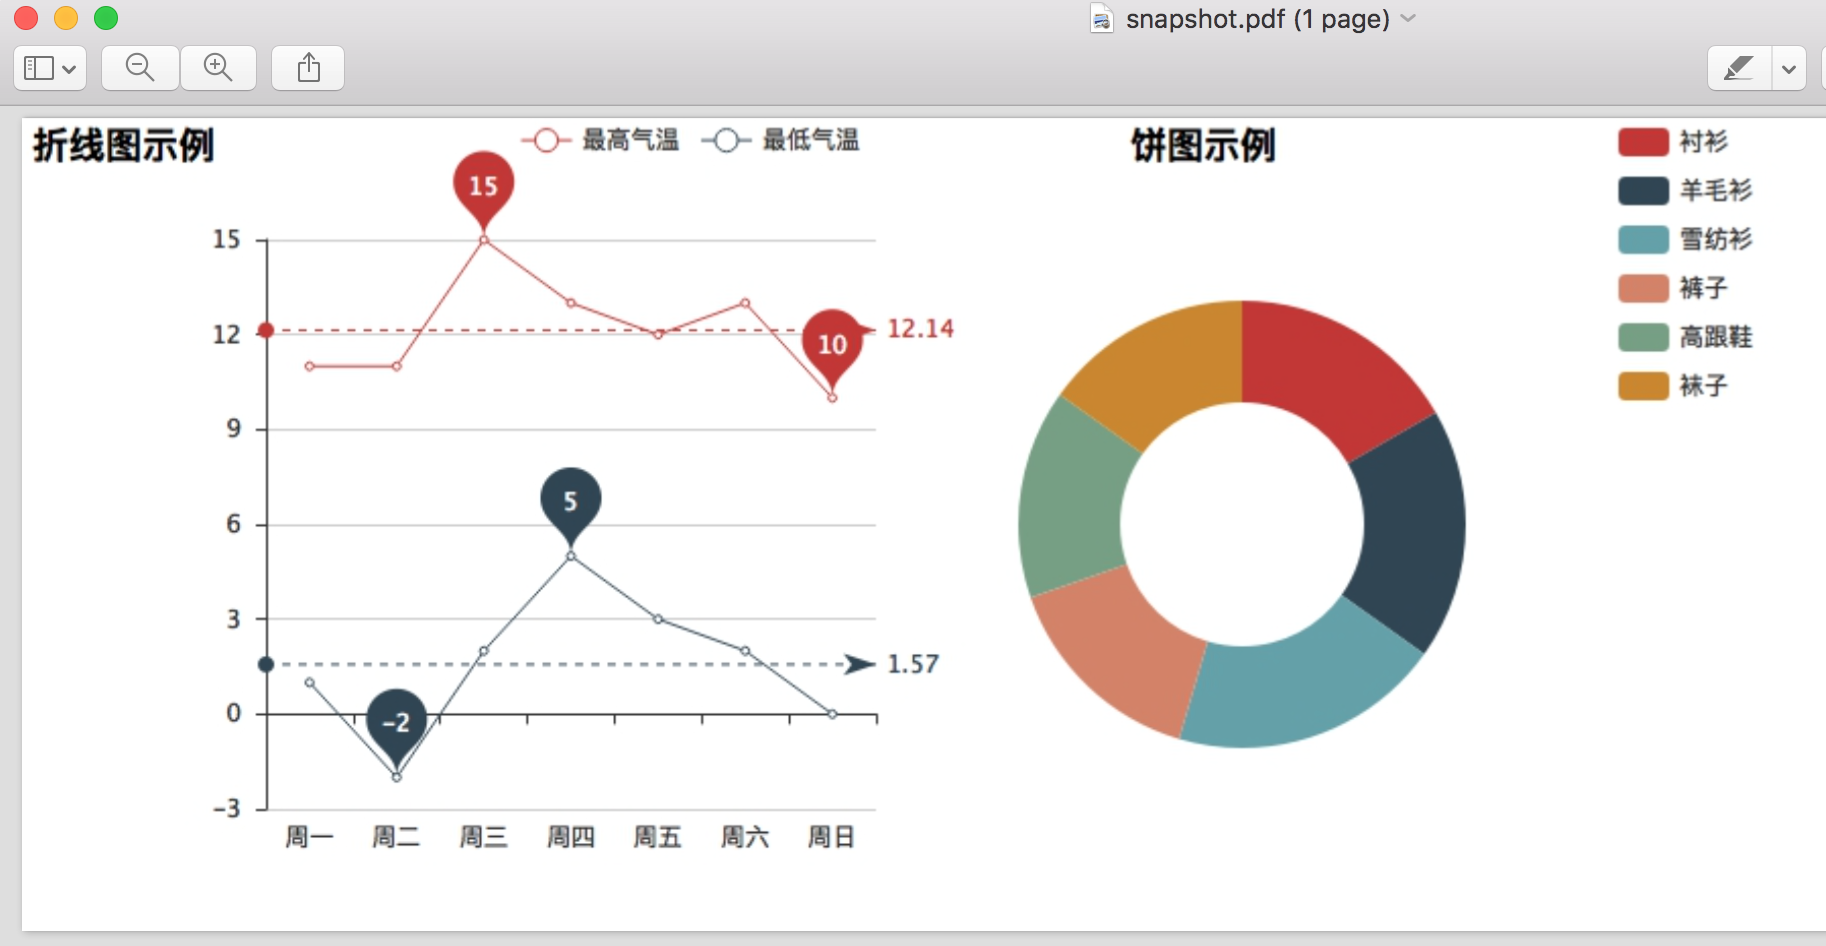 snapshot.pdf (1 page)
折线图示例
最高气温 最低气温
15
15
12
12.14
10
9
6
5
3
1.57
0
-2
-3
周一 周二 周三 周四 周五 周六 周日
饼图示例
衬衫
羊毛衫
雪纺衫
裤子
高跟鞋
袜子